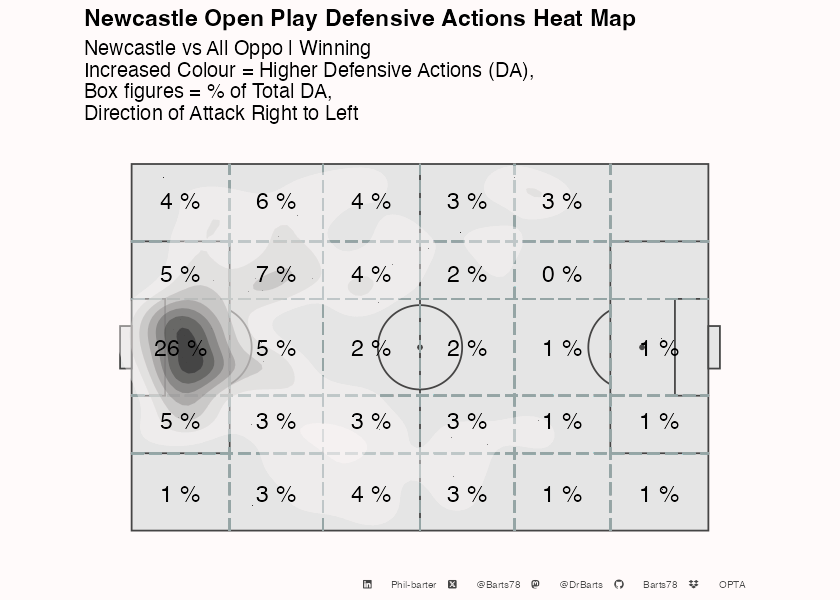 Newcastle Open Play Defensive Actions Heat Map
Newcastle vs All Oppo | Winning
Increased Colour = Higher Defensive Actions (DA),
Box figures = % of Total DA,
Direction of Attack Right to Left
4 % 6 % 4 % 3 % 3 %
5 % 7 % 4 % 2 % 0 %
26 % 5 % 2 % 2 % 1 % 1 %
5 % 3 % 3 % 3 % 1 % 1 %
1 % 3 % 4 % 3 % 1 % 1 %
Phil-barter @Barts78 @DrBarts Barts78 OPTA